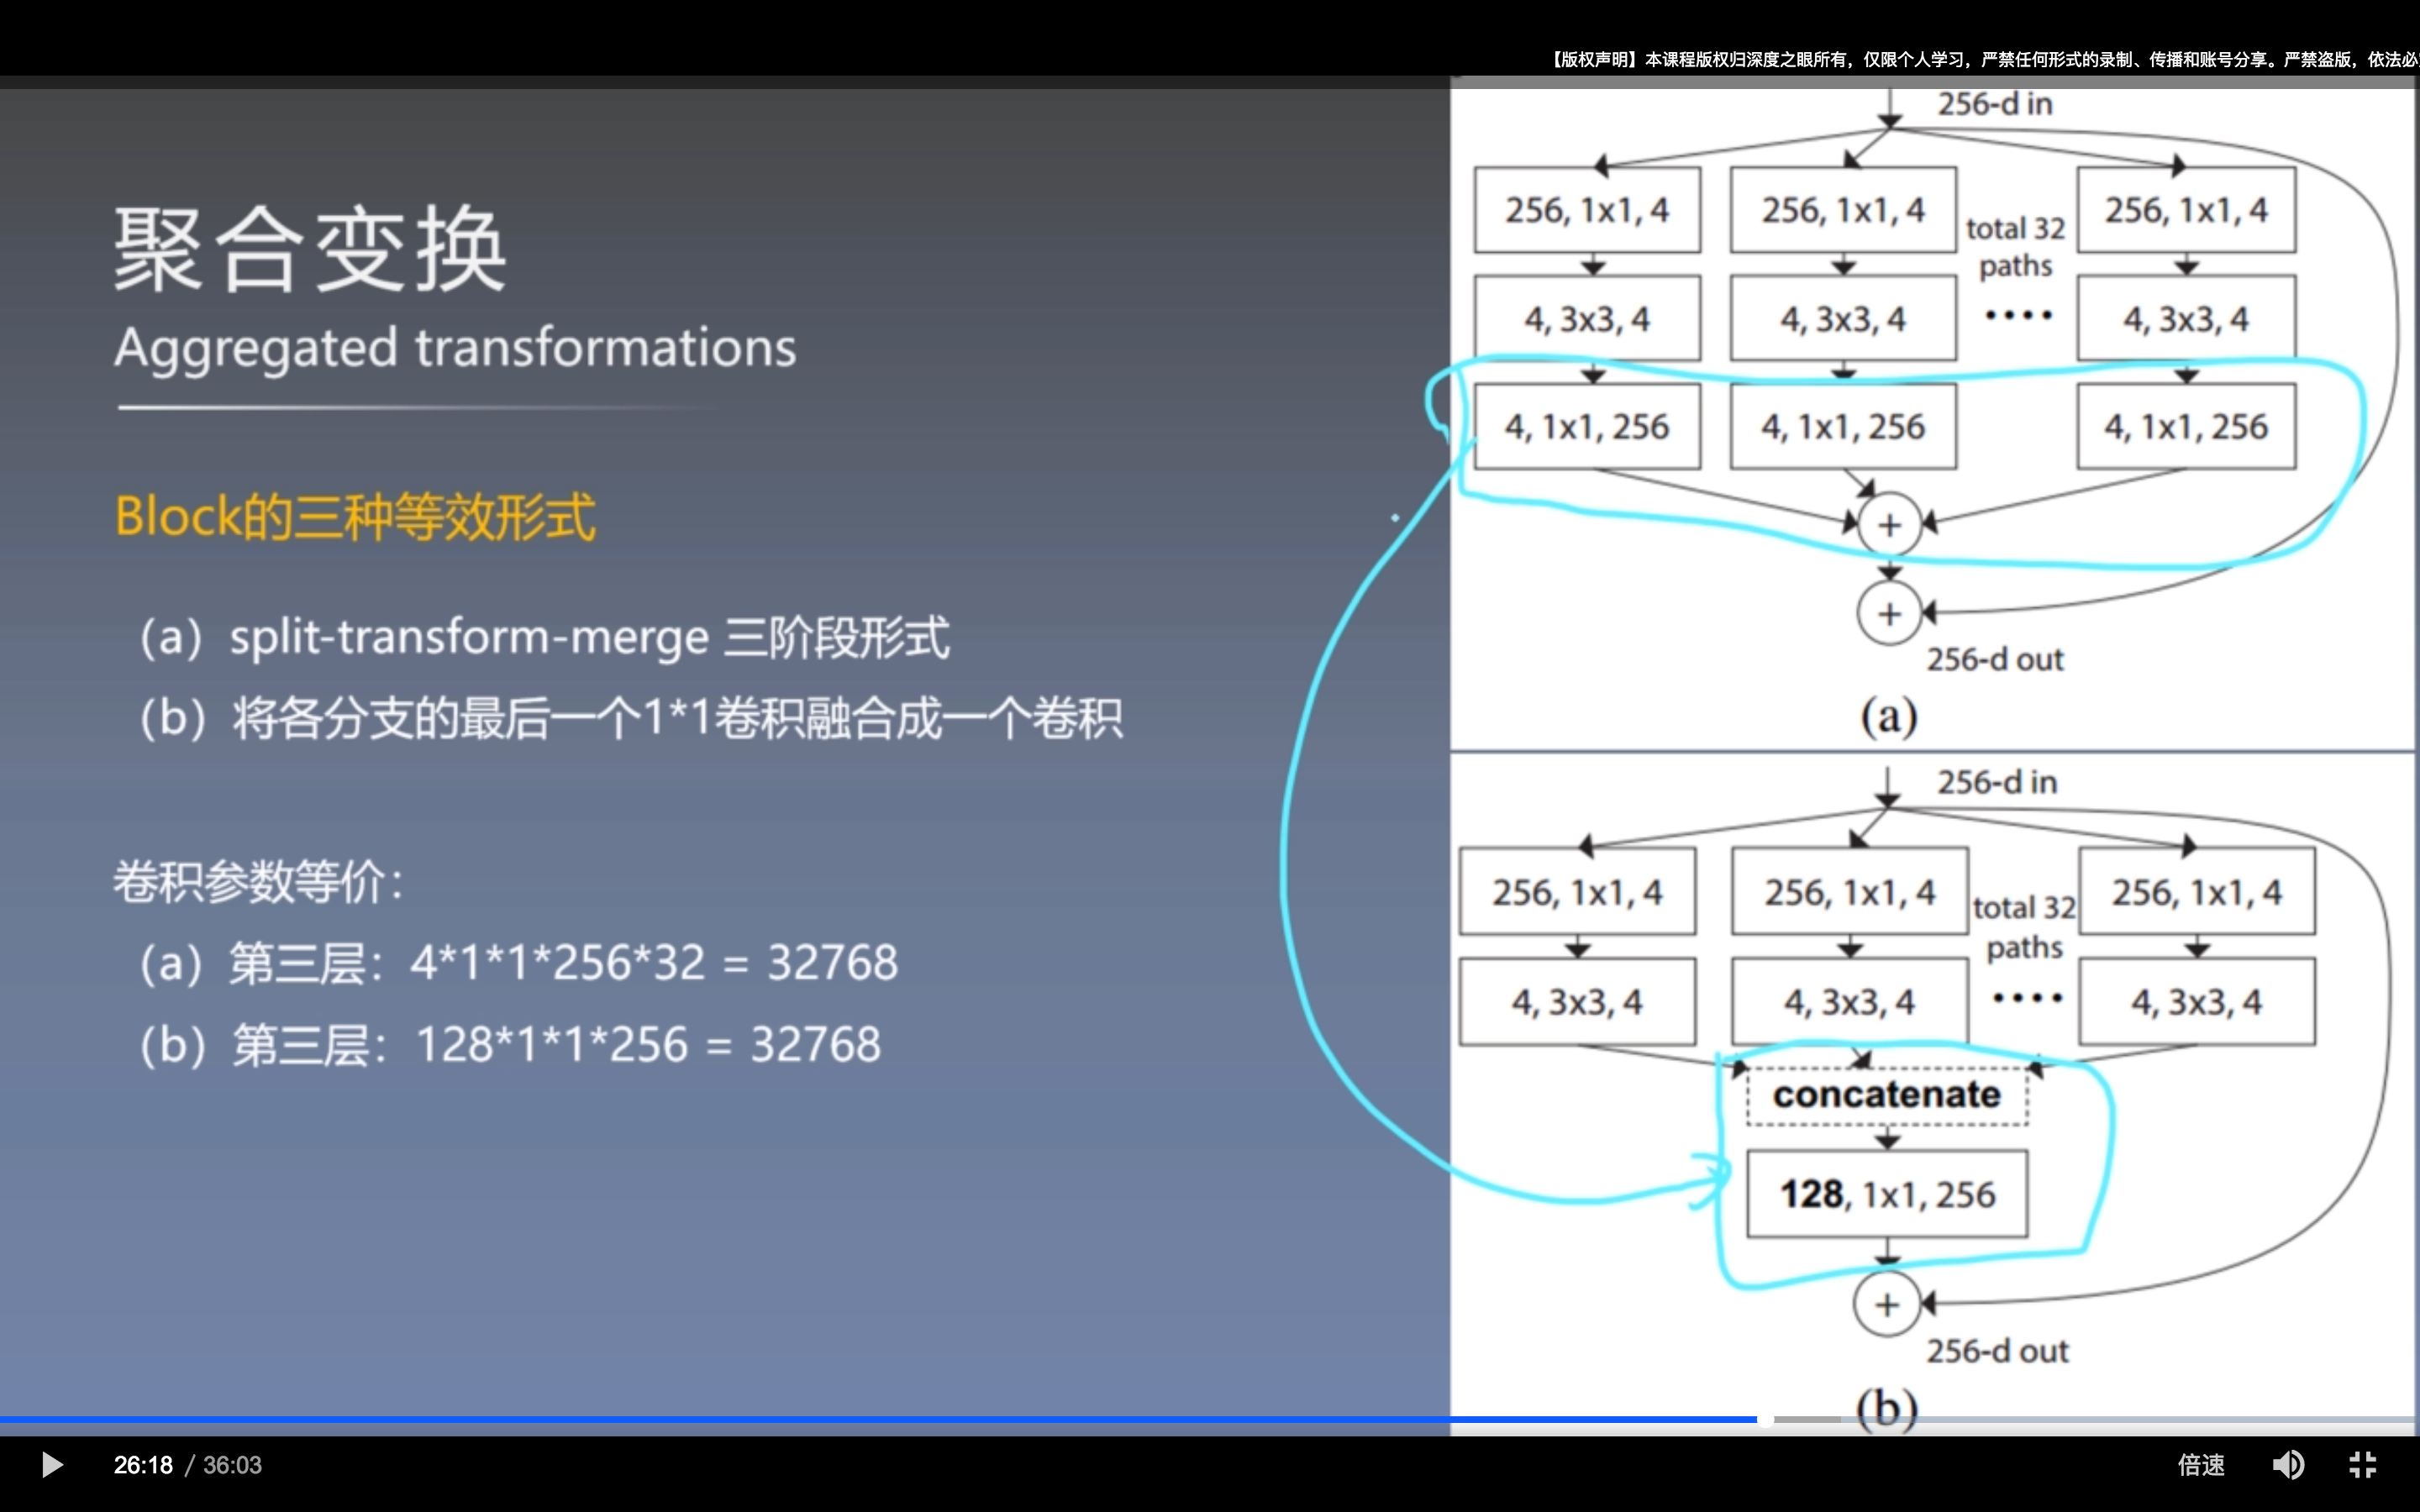 【版权声明】本课程版权归深度之眼所有，仅限个人学习，严禁任何形式的录制、传播和账号分享。严禁盗版，依法必
聚合变换
Aggregated transformations
Block的三种等效形式
（a）split-transform-merge 三阶段形式
（b）将各分支的最后一个1*1卷积融合成一个卷积
卷积参数等价：
（a）第三层：4*1*1*256*32 = 32768
（b）第三层：128*1*1*256 = 32768
256-d in
256, 1x1, 4
256, 1x1, 4
total 32
paths
256, 1x1, 4
4, 3x3, 4
4, 3x3, 4
....
4, 3x3, 4
4, 1x1, 256
4, 1x1, 256
4, 1x1, 256
+
+
256-d out
(a)
256-d in
256, 1x1, 4
256, 1x1, 4
total 32
paths
256, 1x1, 4
4, 3x3, 4
4, 3x3, 4
....
4, 3x3, 4
concatenate
128, 1x1, 256
+
256-d out
(b)
26:18 / 36:03
倍速